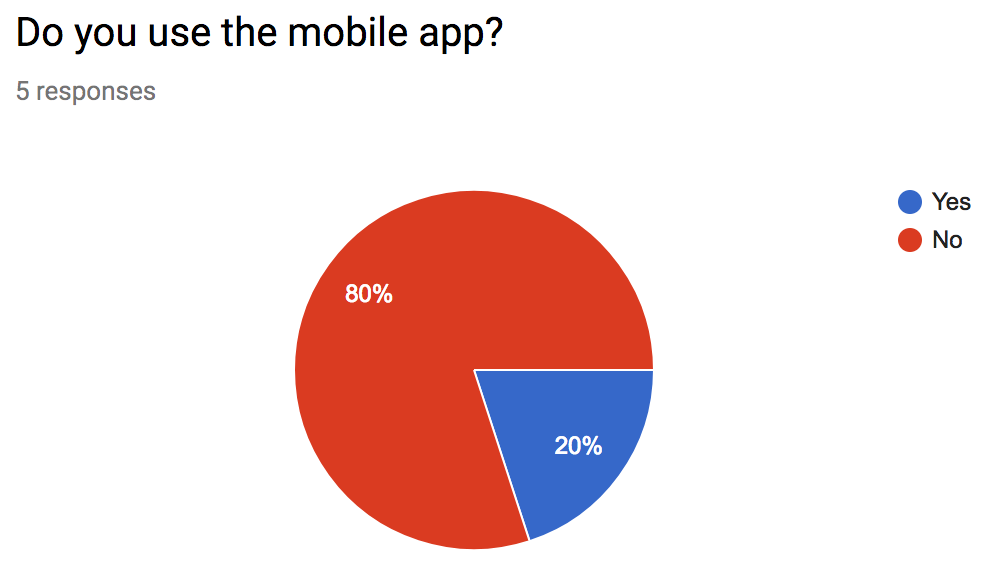 Do you use the mobile app?
5 responses
Yes
No
80%
20%